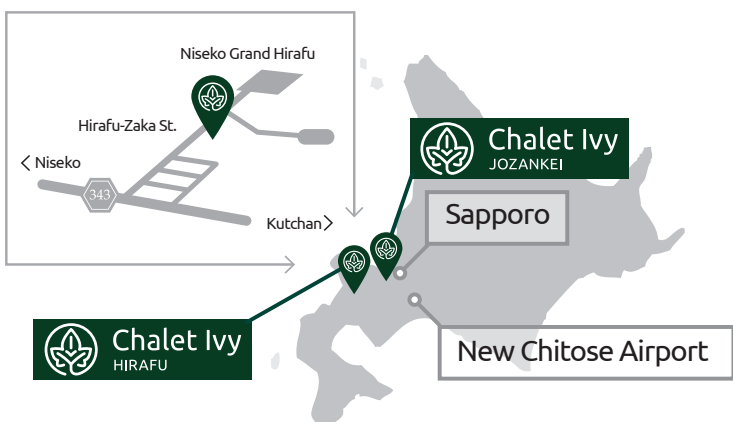 Niseko Grand Hirafu
Hirafu-Zaka St.
< Niseko
343
Kutchan >
Chalet Ivy
JOZANKEI
Sapporo
Chalet Ivy
HIRAFU
New Chitose Airport